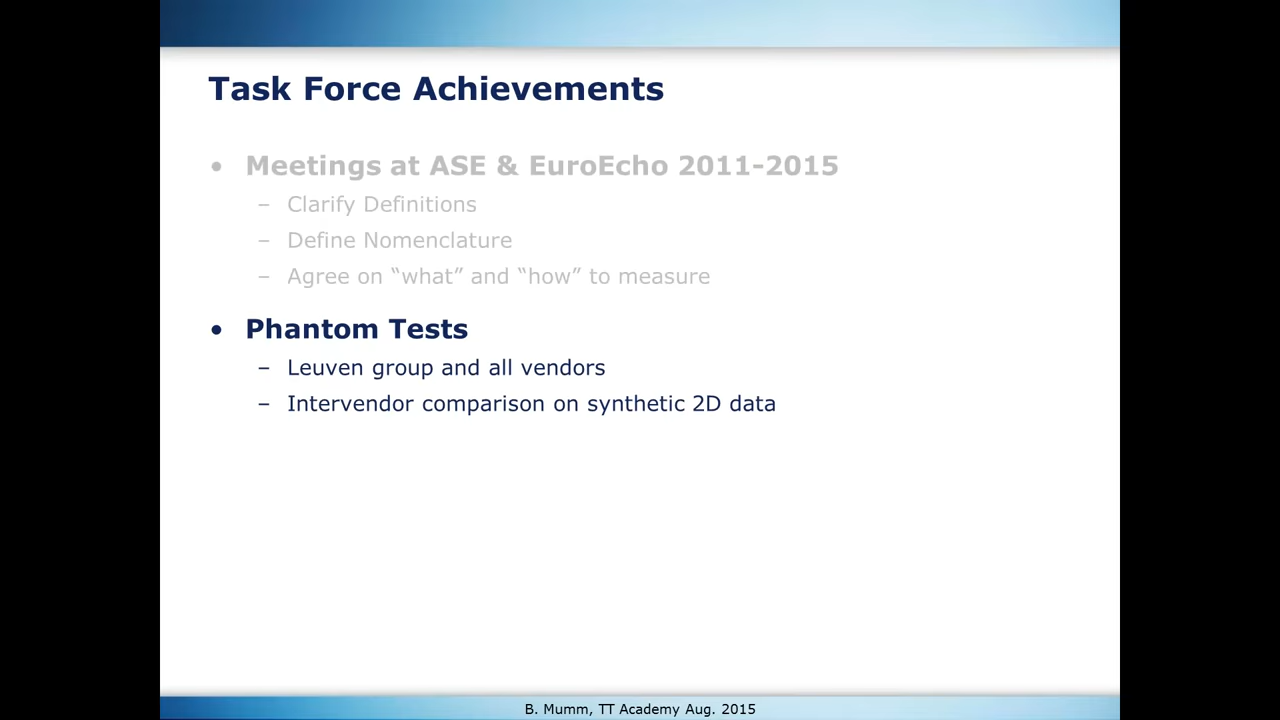 Task Force Achievements
• Meetings at ASE & EuroEcho 2011-2015
– Clarify Definitions
– Define Nomenclature
– Agree on “what” and “how” to measure
• Phantom Tests
– Leuven group and all vendors
– Intervendor comparison on synthetic 2D data
B. Mumm, TT Academy Aug. 2015